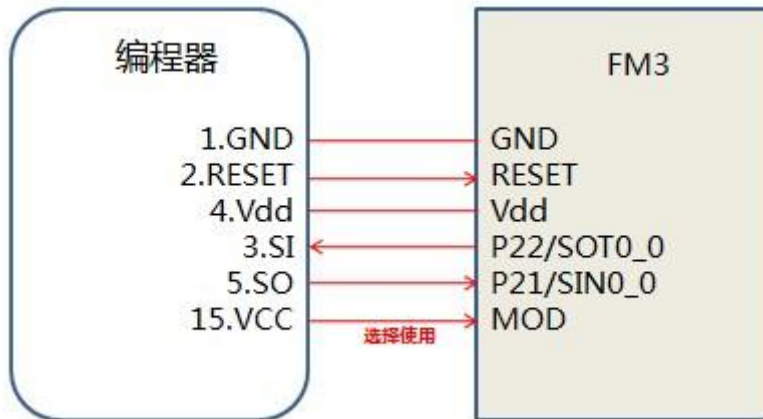 编程器
FM3
1.GND GND
2.RESET RESET
4.Vdd Vdd
3.SI P22/SOT0_0
5.SO P21/SIN0_0
15.VCC 选择使用 MOD